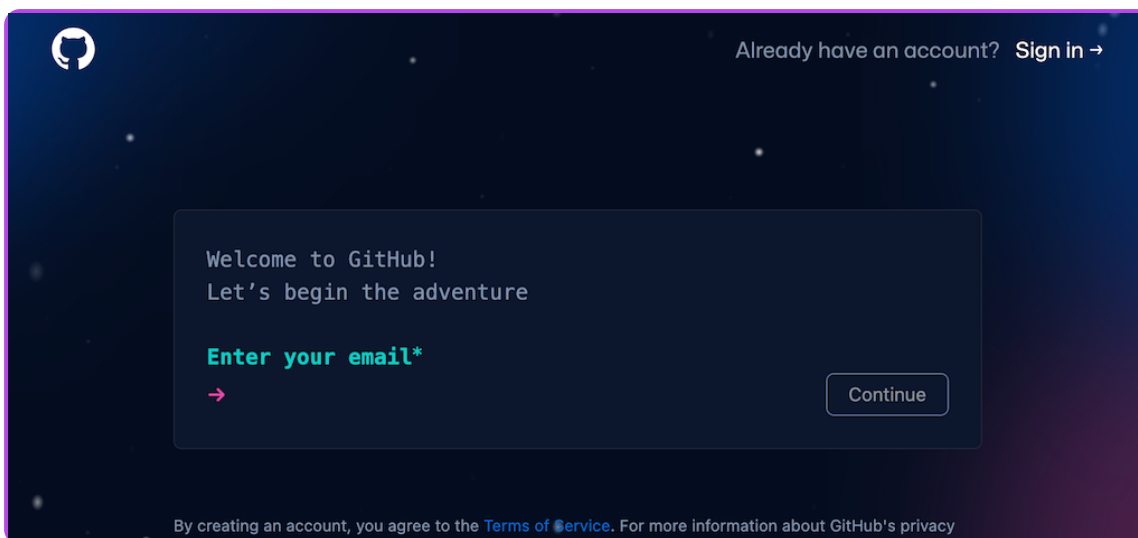 Already have an account? Sign in →
Welcome to GitHub!
Let’s begin the adventure
Enter your email*
→
Continue
By creating an account, you agree to the Terms of Service. For more information about GitHub's privacy